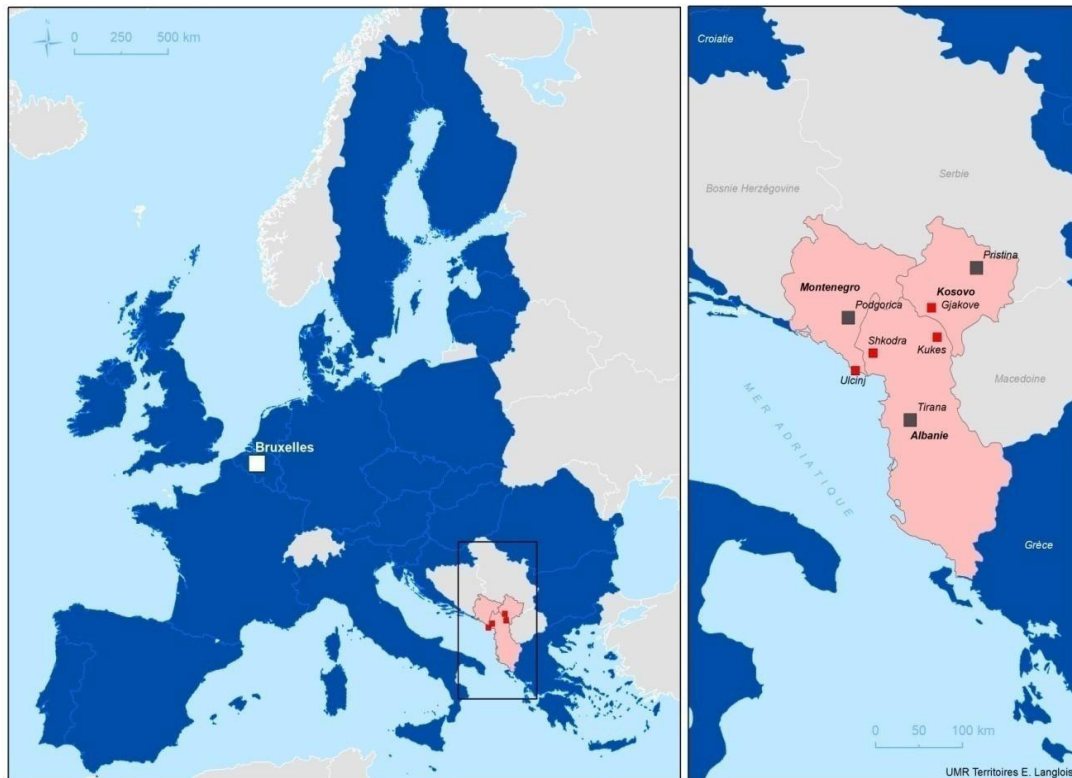 N
0 250 500 km
Bruxelles
Croatie
Bosnie Herzégovine
Serbie
Pristina
Montenegro
Kosovo
Podgorica
Gjakove
Shkodra
Kukes
Ulcinj
Macedoine
Tirana
Albanie
MER ADRIATIQUE
Grèce
0 50 100 km
UMR Territoires E. Langlois